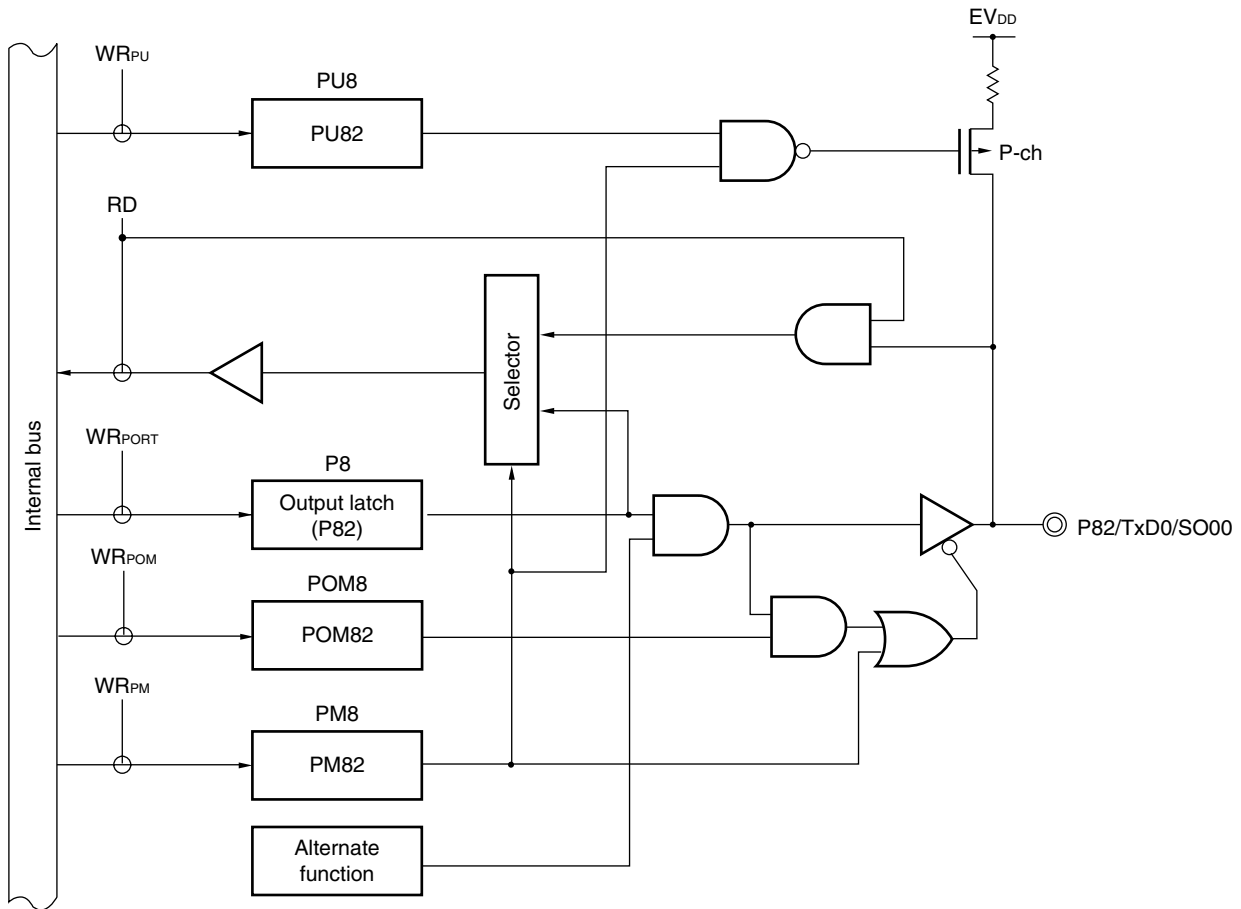 EVDD
WRPU
PU8
PU82
P-ch
RD
Selector
Internal bus
WRPORT
P8
Output latch
(P82)
P82/TxD0/SO00
WRPOM
POM8
POM82
WRPM
PM8
PM82
Alternate
function